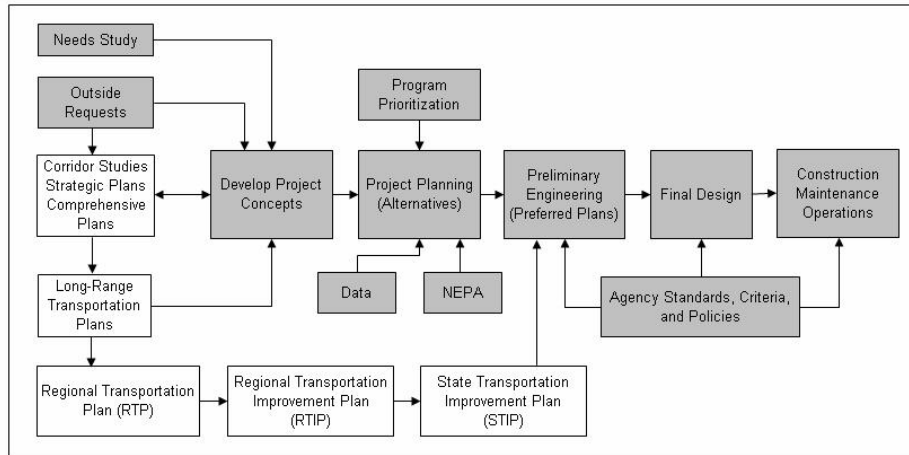 Needs Study
Outside
Requests
Program
Prioritization
Corridor Studies
Strategic Plans
Comprehensive
Plans
Develop Project
Concepts
Project Planning
(Alternatives)
Preliminary
Engineering
(Preferred Plans)
Final Design
Construction
Maintenance
Operations
Long-Range
Transportation
Plans
Data
NEPA
Agency Standards, Criteria,
and Policies
Regional Transportation
Plan (RTP)
Regional Transportation
Improvement Plan
(RTIP)
State Transportation
Improvement Plan
(STIP)